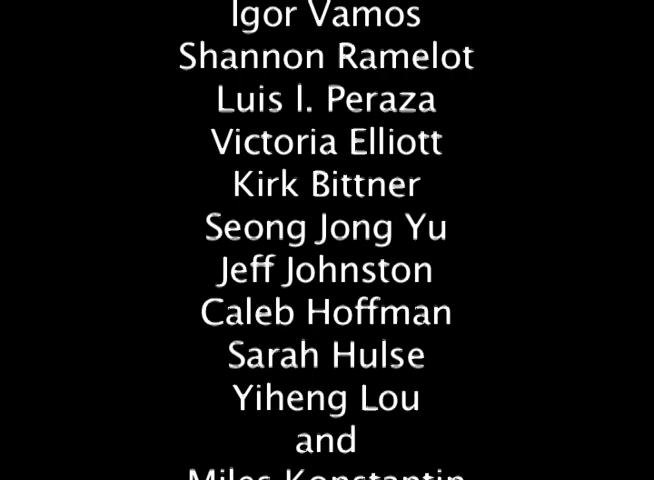 Igor Vamos
Shannon Ramelot
Luis l. Peraza
Victoria Elliott
Kirk Bittner
Seong Jong Yu
Jeff Johnston
Caleb Hoffman
Sarah Hulse
Yiheng Lou
and
Miles Konstantin